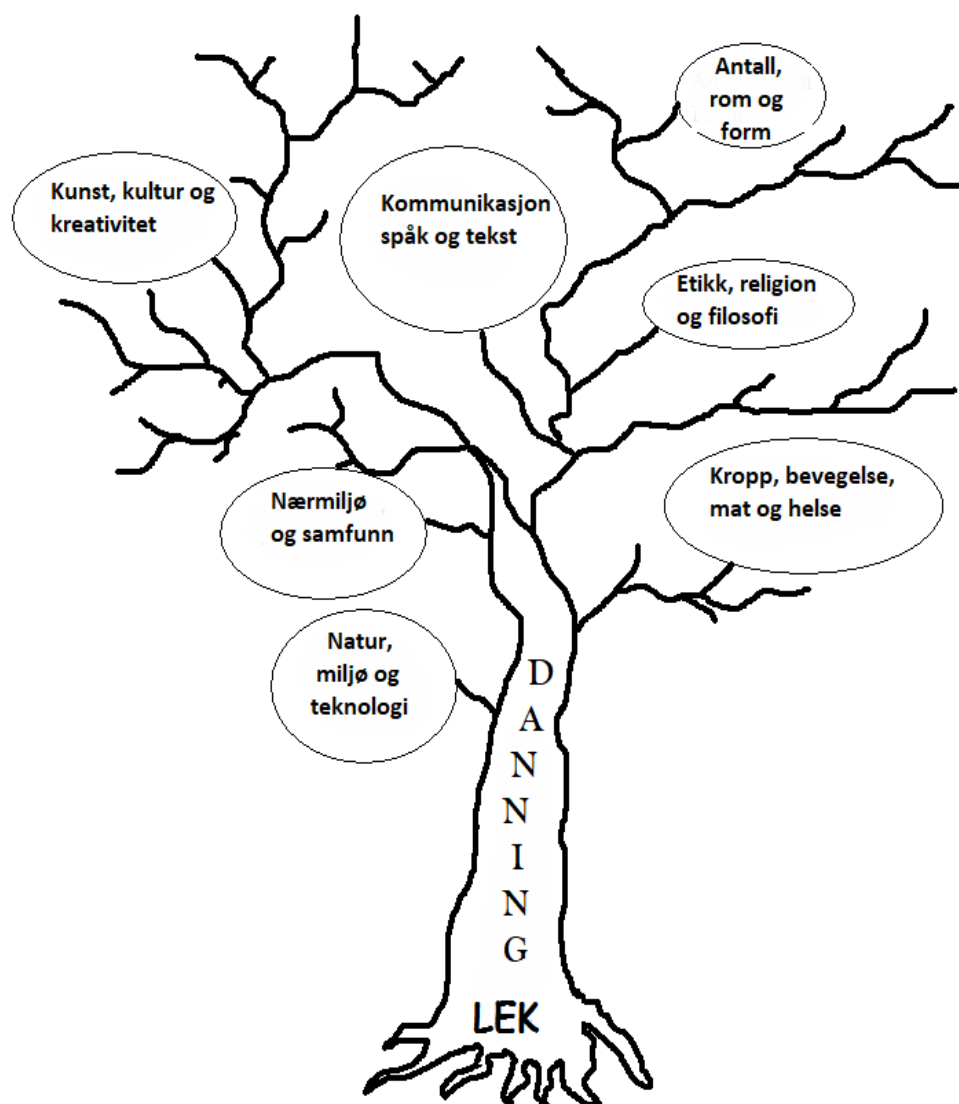 Antall,
rom og
form
Kunst, kultur og
kreativitet
Kommunikasjon
spåk og tekst
Etikk, religion
og filosofi
Kropp, bevegelse,
mat og helse
Nærmiljø
og samfunn
Natur,
miljø og
teknologi
D
A
N
N
I
N
G
LEK